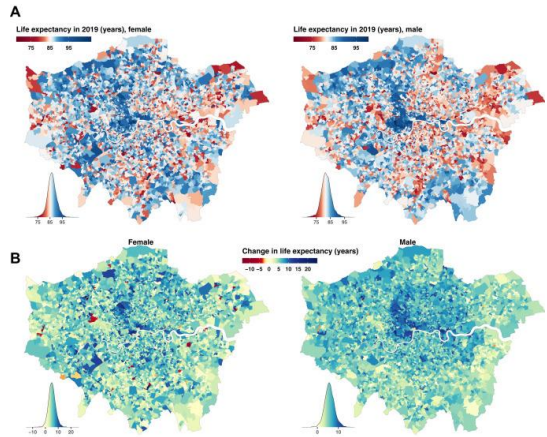 A
Life expectancy in 2019 (years), female
75 85 95
Life expectancy in 2019 (years), male
75 85 95
75 85 95
75 85 95
B
Female
Male
Change in life expectancy (years)
−10 −5 0 5 10 15 20
−10 0 10 20
0 10